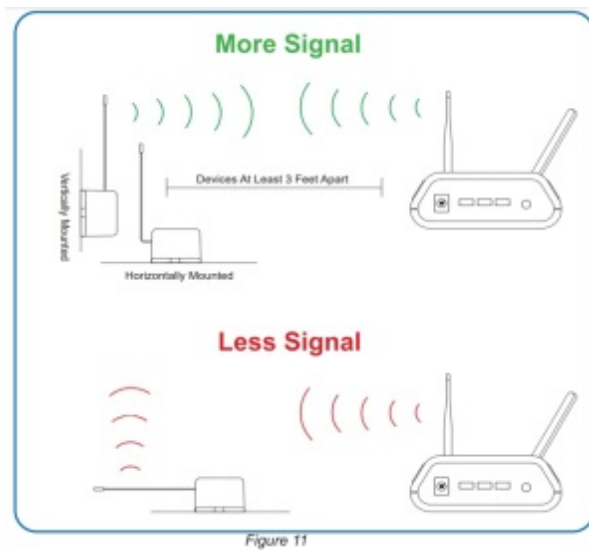 More Signal
Devices At Least 3 Feet Apart
Vertically Mounted
Horizontally Mounted
Less Signal
Figure 11